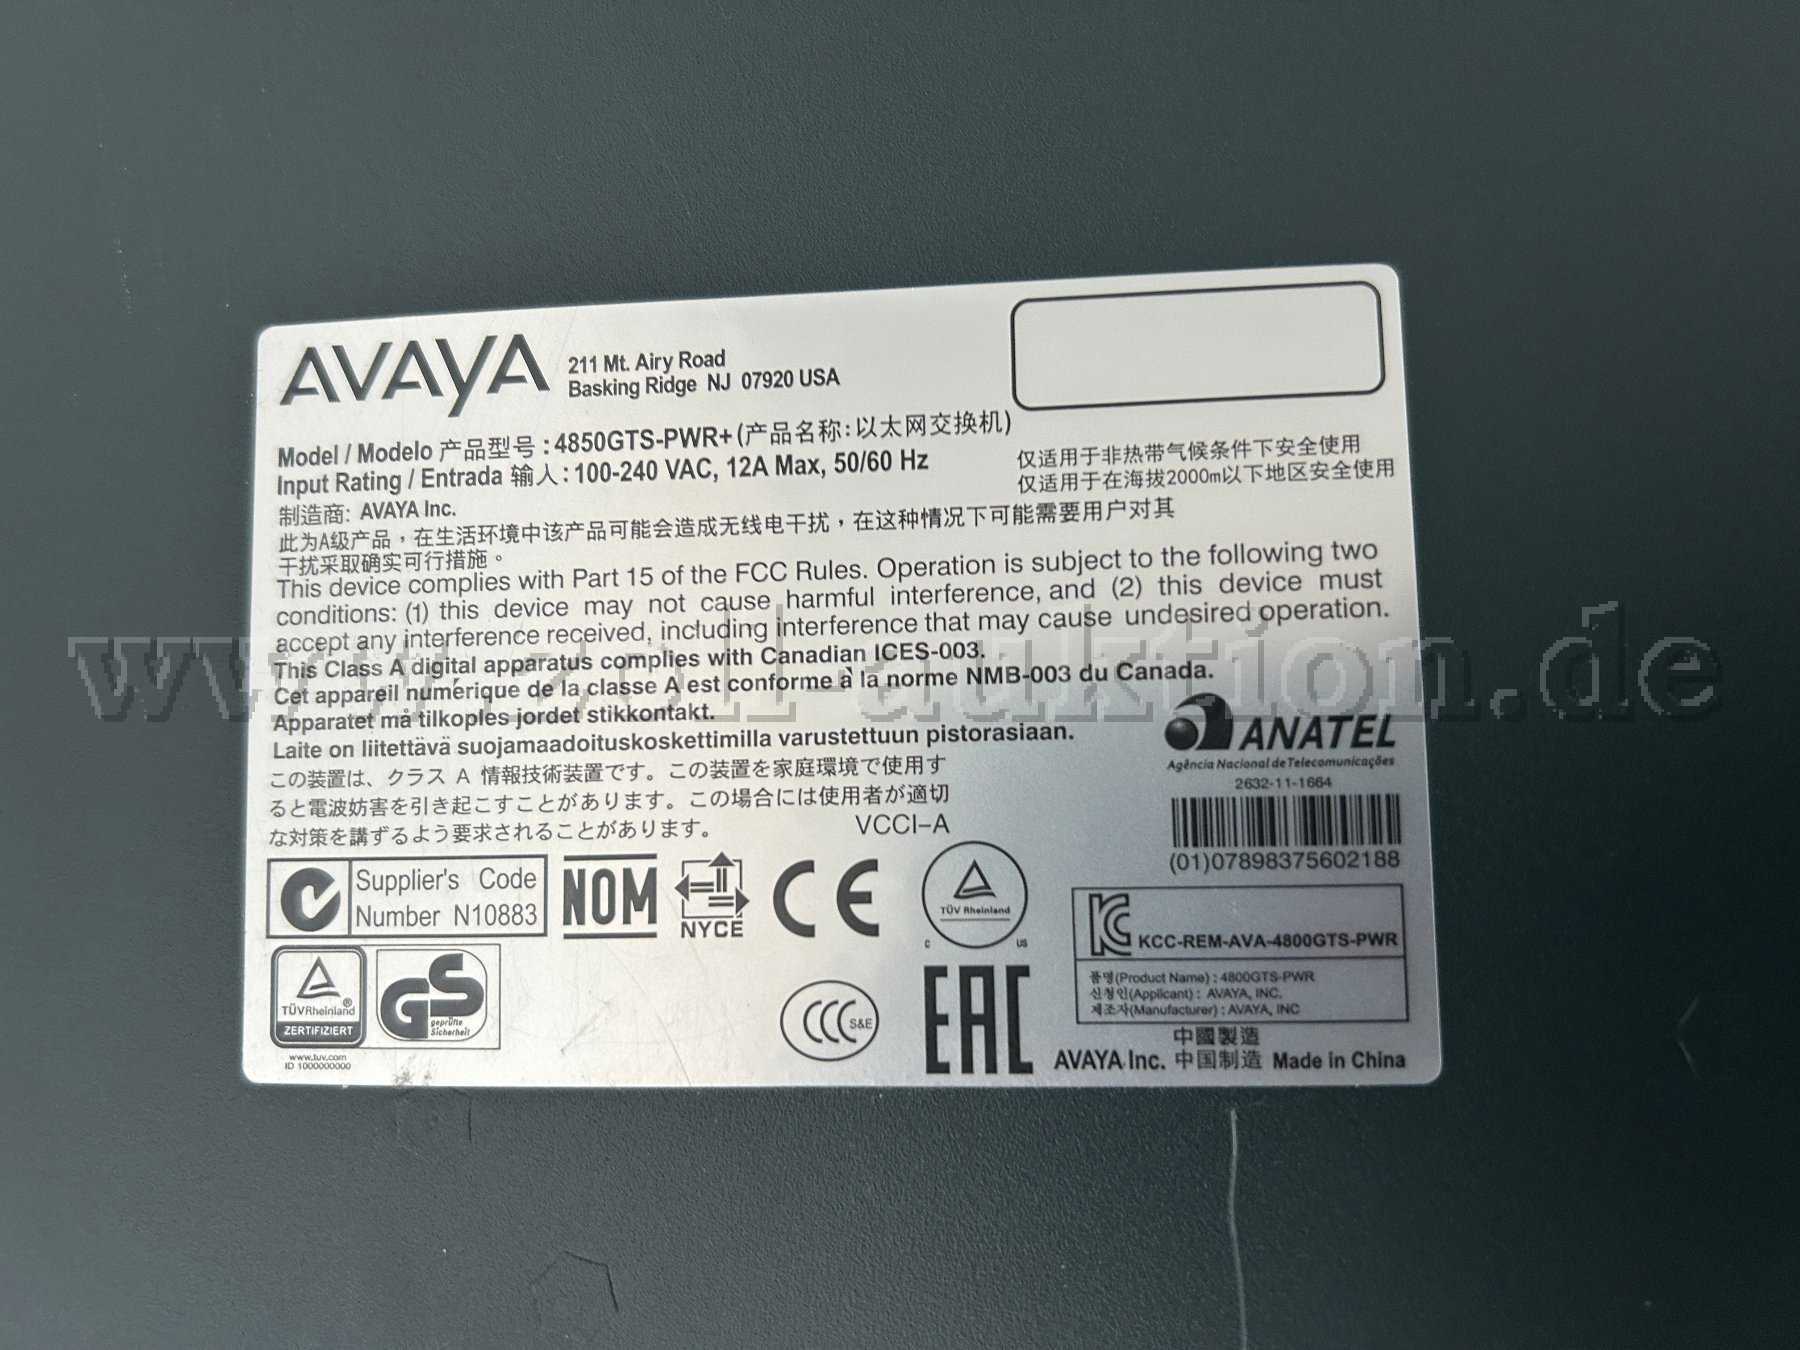 AVAYA
211 Mt. Airy Road
Basking Ridge NJ 07920 USA
Model / Modelo 产品型号 : 4850GTS-PWR+ (产品名称:以太网交换机)
Input Rating / Entrada 输入: 100-240 VAC, 12A Max, 50/60 Hz
仅适用于非热带气候条件下安全使用
仅适用于在海拔2000m以下地区安全使用
制造商: AVAYA Inc.
此为A级产品，在生活环境中该产品可能会造成无线电干扰，在这种情况下可能需要用户对其
干扰采取确实可行措施。
This device complies with Part 15 of the FCC Rules. Operation is subject to the following two
conditions: (1) this device may not cause harmful interference, and (2) this device must
accept any interference received, including interference that may cause undesired operation.
This Class A digital apparatus complies with Canadian ICES-003.
Cet appareil numérique de la classe A est conforme à la norme NMB-003 du Canada.
Apparatet må tilkoples jordet stikkontakt.
Laite on liitettävä suojamaadoituskoskettimilla varustettuun pistorasiaan.
この装置は、クラス A 情報技術装置です。この装置を家庭環境で使用す
ると電波妨害を引き起こすことがあります。この場合には使用者が適切
な対策を講ずるよう要求されることがあります。 VCCI-A
ANATEL
Agência Nacional de Telecomunicações
2632-11-1664
(01)07898375602188
Supplier's Code
Number N10883
NOM
NYCE
CE
TÜV Rheinland
C US
KCC-REM-AVA-4800GTS-PWR
품명(Product Name) : 4800GTS-PWR
신청인(Applicant) : AVAYA, INC.
제조자(Manufacturer) : AVAYA, INC
TÜVRheinland ®
ZERTIFIZIERT
GS
geprüfte
Sicherheit
www.tuv.com
ID 1000000000
CCC S&E
EAC
中國製造
AVAYA Inc. 中国制造 Made in China
www.zoll-auktion.de